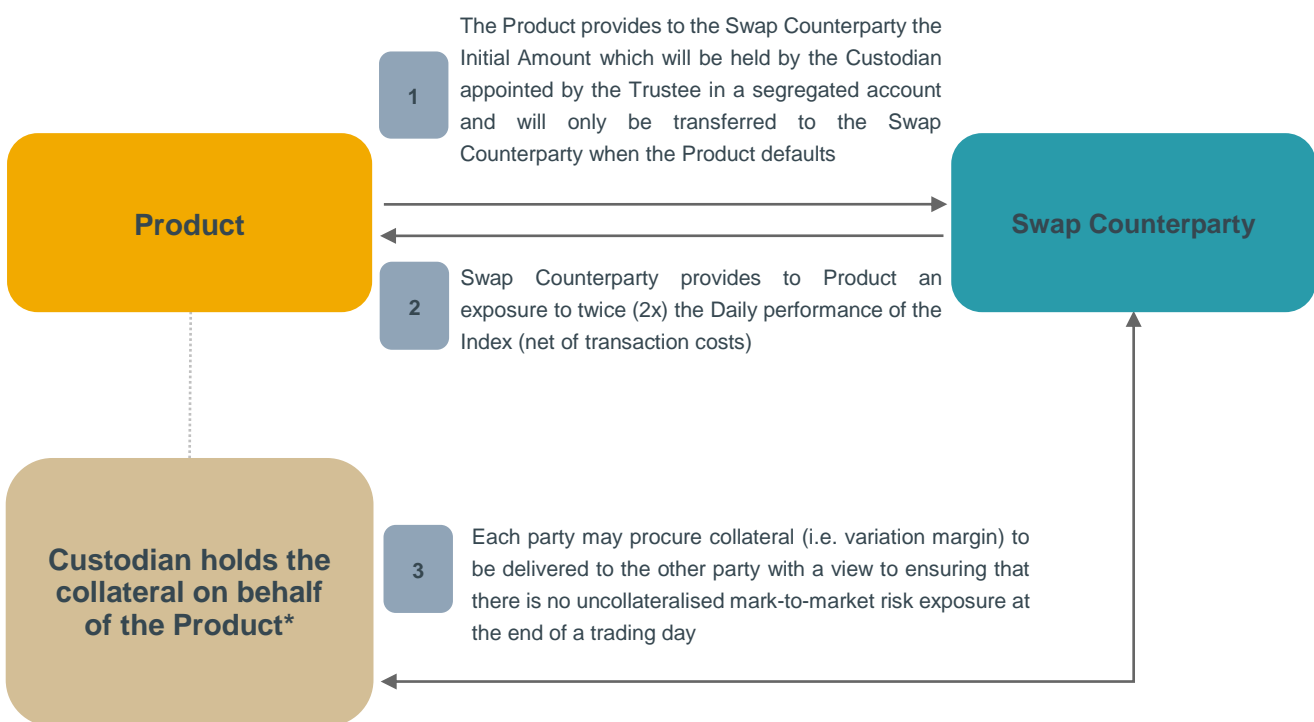 The Product provides to the Swap Counterparty the
Initial Amount which will be held by the Custodian
appointed by the Trustee in a segregated account
and will only be transferred to the Swap
Counterparty when the Product defaults
1
Product
Swap Counterparty
2
Swap Counterparty provides to Product an
exposure to twice (2x) the Daily performance of the
Index (net of transaction costs)
Custodian holds the
collateral on behalf
of the Product*
3
Each party may procure collateral (i.e. variation margin) to
be delivered to the other party with a view to ensuring that
there is no uncollateralised mark-to-market risk exposure at
the end of a trading day